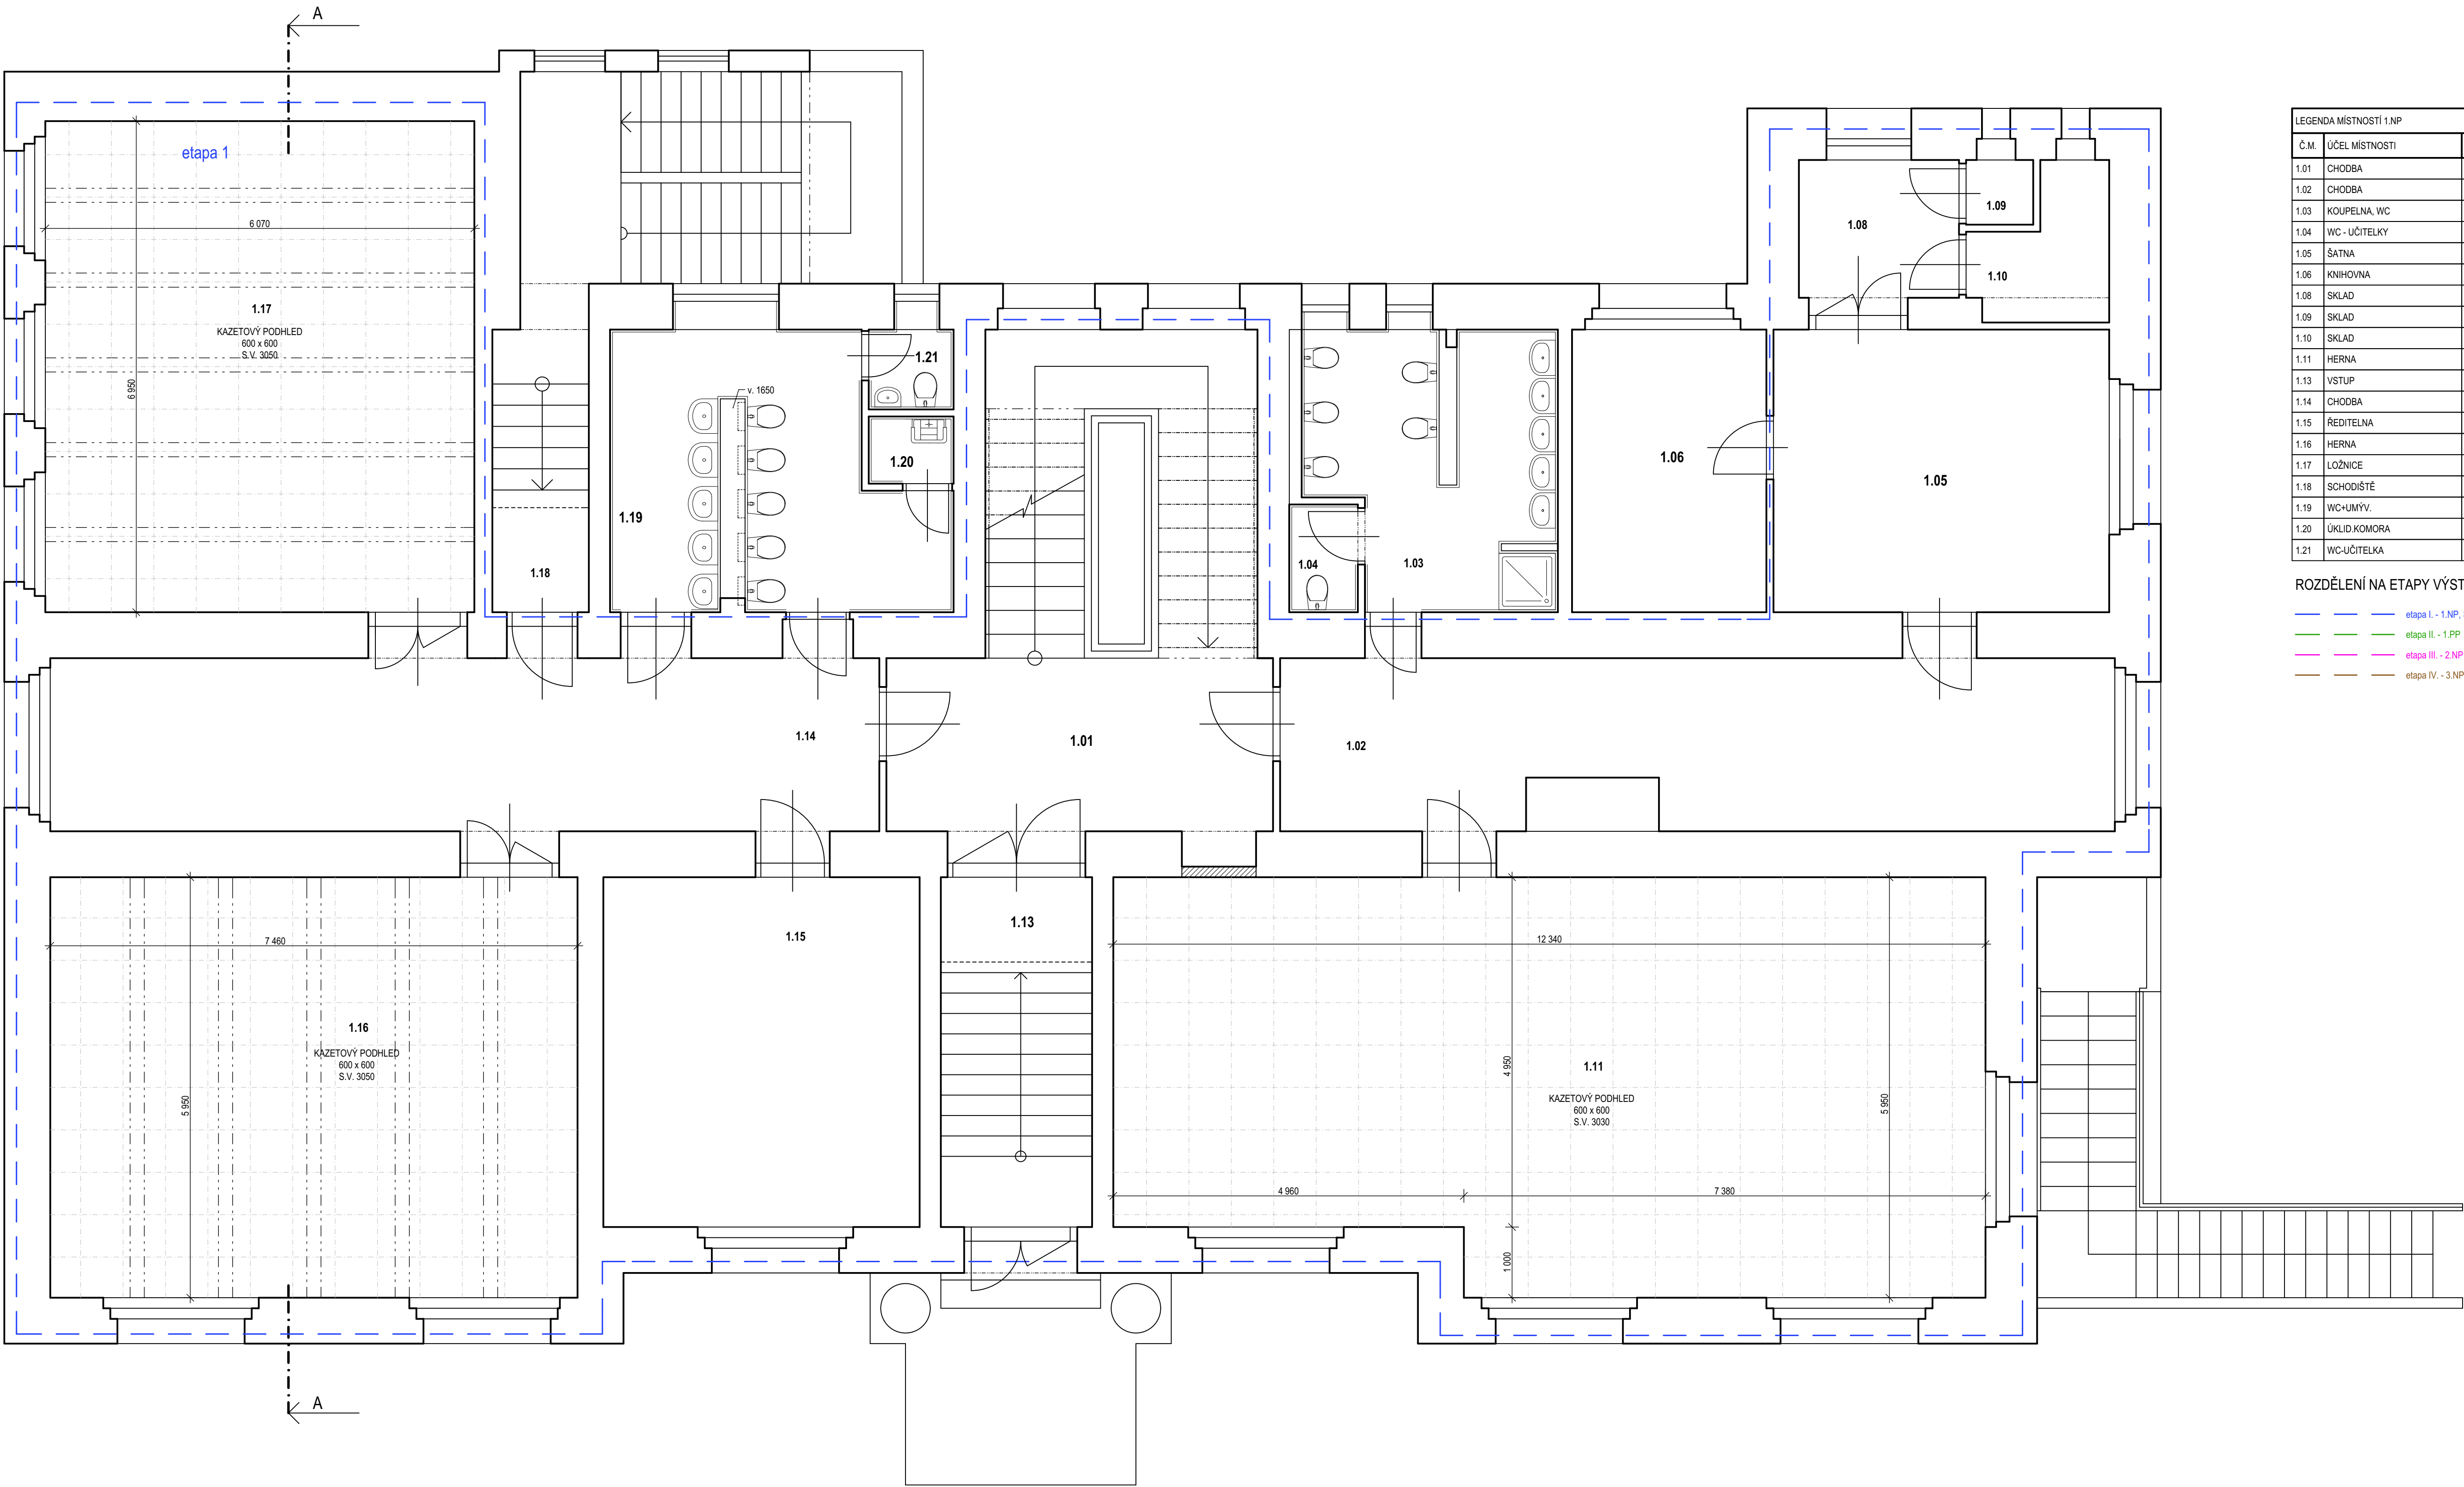 A
etapa 1
6 070
6 950
1.17
KAZETOVÝ PODHLED
600 x 600
S.V. 3050
1.18
1.19
v. 1650
1.21
1.20
1.04
1.03
1.06
1.05
1.08
1.09
1.10
1.14
1.01
1.02
7 460
5 950
1.16
KAZETOVÝ PODHLED
600 x 600
S.V. 3050
1.15
1.13
12 340
4 950
5 950
1.11
KAZETOVÝ PODHLED
600 x 600
S.V. 3030
4 960
7 380
1 000
A
LEGENDA MÍSTNOSTÍ 1.NP
Č.M. ÚČEL MÍSTNOSTI
1.01 CHODBA
1.02 CHODBA
1.03 KOUPELNA, WC
1.04 WC - UČITELKY
1.05 ŠATNA
1.06 KNIHOVNA
1.08 SKLAD
1.09 SKLAD
1.10 SKLAD
1.11 HERNA
1.13 VSTUP
1.14 CHODBA
1.15 ŘEDITELNA
1.16 HERNA
1.17 LOŽNICE
1.18 SCHODIŠTĚ
1.19 WC+UMÝV.
1.20 ÚKLID.KOMORA
1.21 WC-UČITELKA
ROZDĚLENÍ NA ETAPY VÝST
etapa I. - 1.NP,
etapa II. - 1.PP
etapa III. - 2.NP
etapa IV. - 3.NP